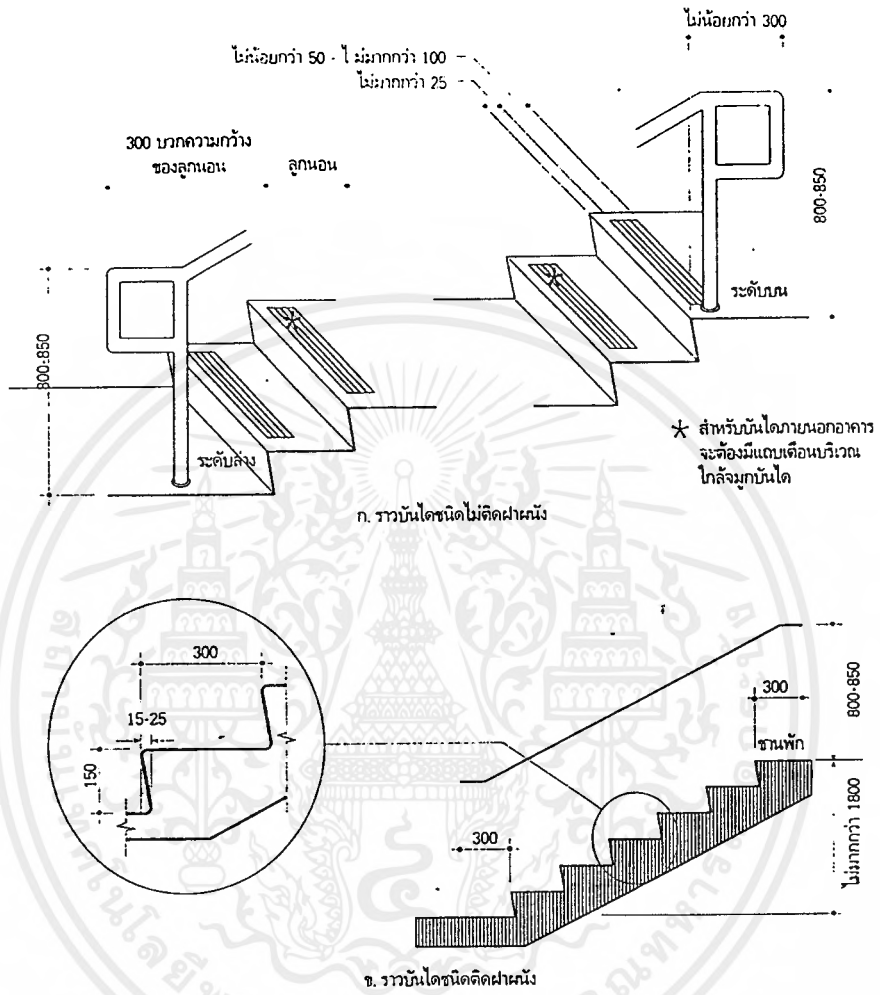 ไม่น้อยกว่า 300
ไม่น้อยกว่า 50 - ไม่มากกว่า 100
ไม่มากกว่า 25
300 บวกความกว้าง
ของลูกนอน
ลูกนอน
800-850
800-850
ระดับบน
ระดับล่าง
* สำหรับบันไดภายนอกอาคาร
จะต้องมีแถบเตือนบริเวณ
ใกล้จมูกบันได
ก. ราวบันไดชนิดไม่ติดฝาผนัง
300
15-25
150
300
800-850
ชานพัก
300
ไม่มากกว่า 1800
ข. ราวบันไดชนิดติดฝาผนัง